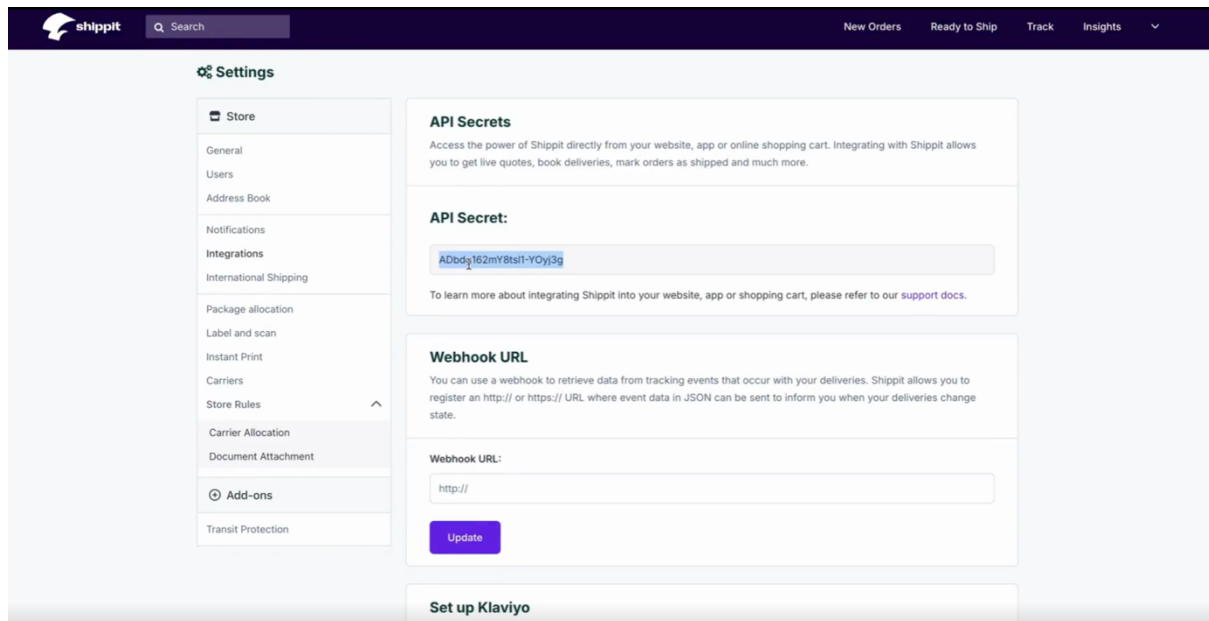 shippit
Search
New Orders
Ready to Ship
Track
Insights
Settings
Store
General
Users
Address Book
Notifications
Integrations
International Shipping
Package allocation
Label and scan
Instant Print
Carriers
Store Rules
Carrier Allocation
Document Attachment
Add-ons
Transit Protection
API Secrets
Access the power of Shippit directly from your website, app or online shopping cart. Integrating with Shippit allows
you to get live quotes, book deliveries, mark orders as shipped and much more.
API Secret:
To learn more about integrating Shippit into your website, app or shopping cart, please refer to our support docs.
Webhook URL
You can use a webhook to retrieve data from tracking events that occur with your deliveries. Shippit allows you to
register an http:// or https:// URL where event data in JSON can be sent to inform you when your deliveries change
state.
Webhook URL:
http://
Update
Set up Klaviyo